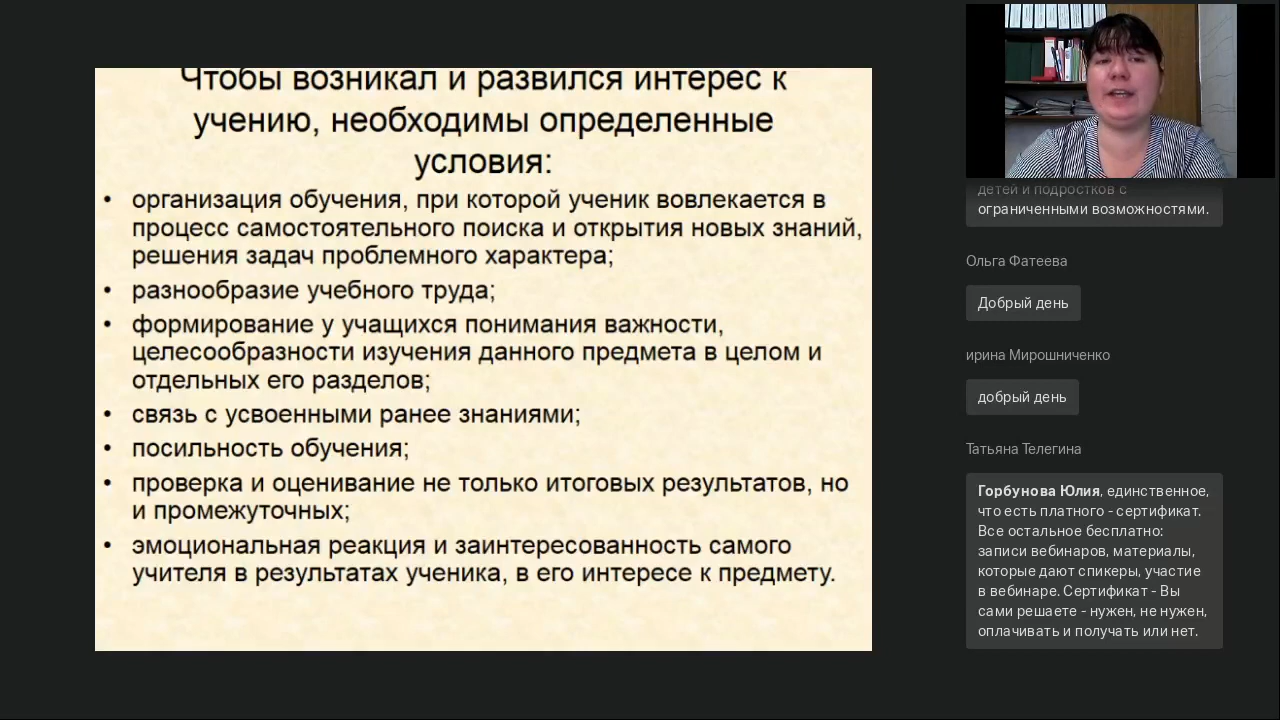 Чтобы возникал и развился интерес к
учению, необходимы определенные
условия:
• организация обучения, при которой ученик вовлекается в
процесс самостоятельного поиска и открытия новых знаний,
решения задач проблемного характера;
• разнообразие учебного труда;
• формирование у учащихся понимания важности,
целесообразности изучения данного предмета в целом и
отдельных его разделов;
• связь с усвоенными ранее знаниями;
• посильность обучения;
• проверка и оценивание не только итоговых результатов, но
и промежуточных;
• эмоциональная реакция и заинтересованность самого
учителя в результатах ученика, в его интересе к предмету.
детей и подростков с
ограниченными возможностями.
Ольга Фатеева
Добрый день
ирина Мирошниченко
добрый день
Татьяна Телегина
Горбунова Юлия, единственное,
что есть платного - сертификат.
Все остальное бесплатно:
записи вебинаров, материалы,
которые дают спикеры, участие
в вебинаре. Сертификат - Вы
сами решаете - нужен, не нужен,
оплачивать и получать или нет.